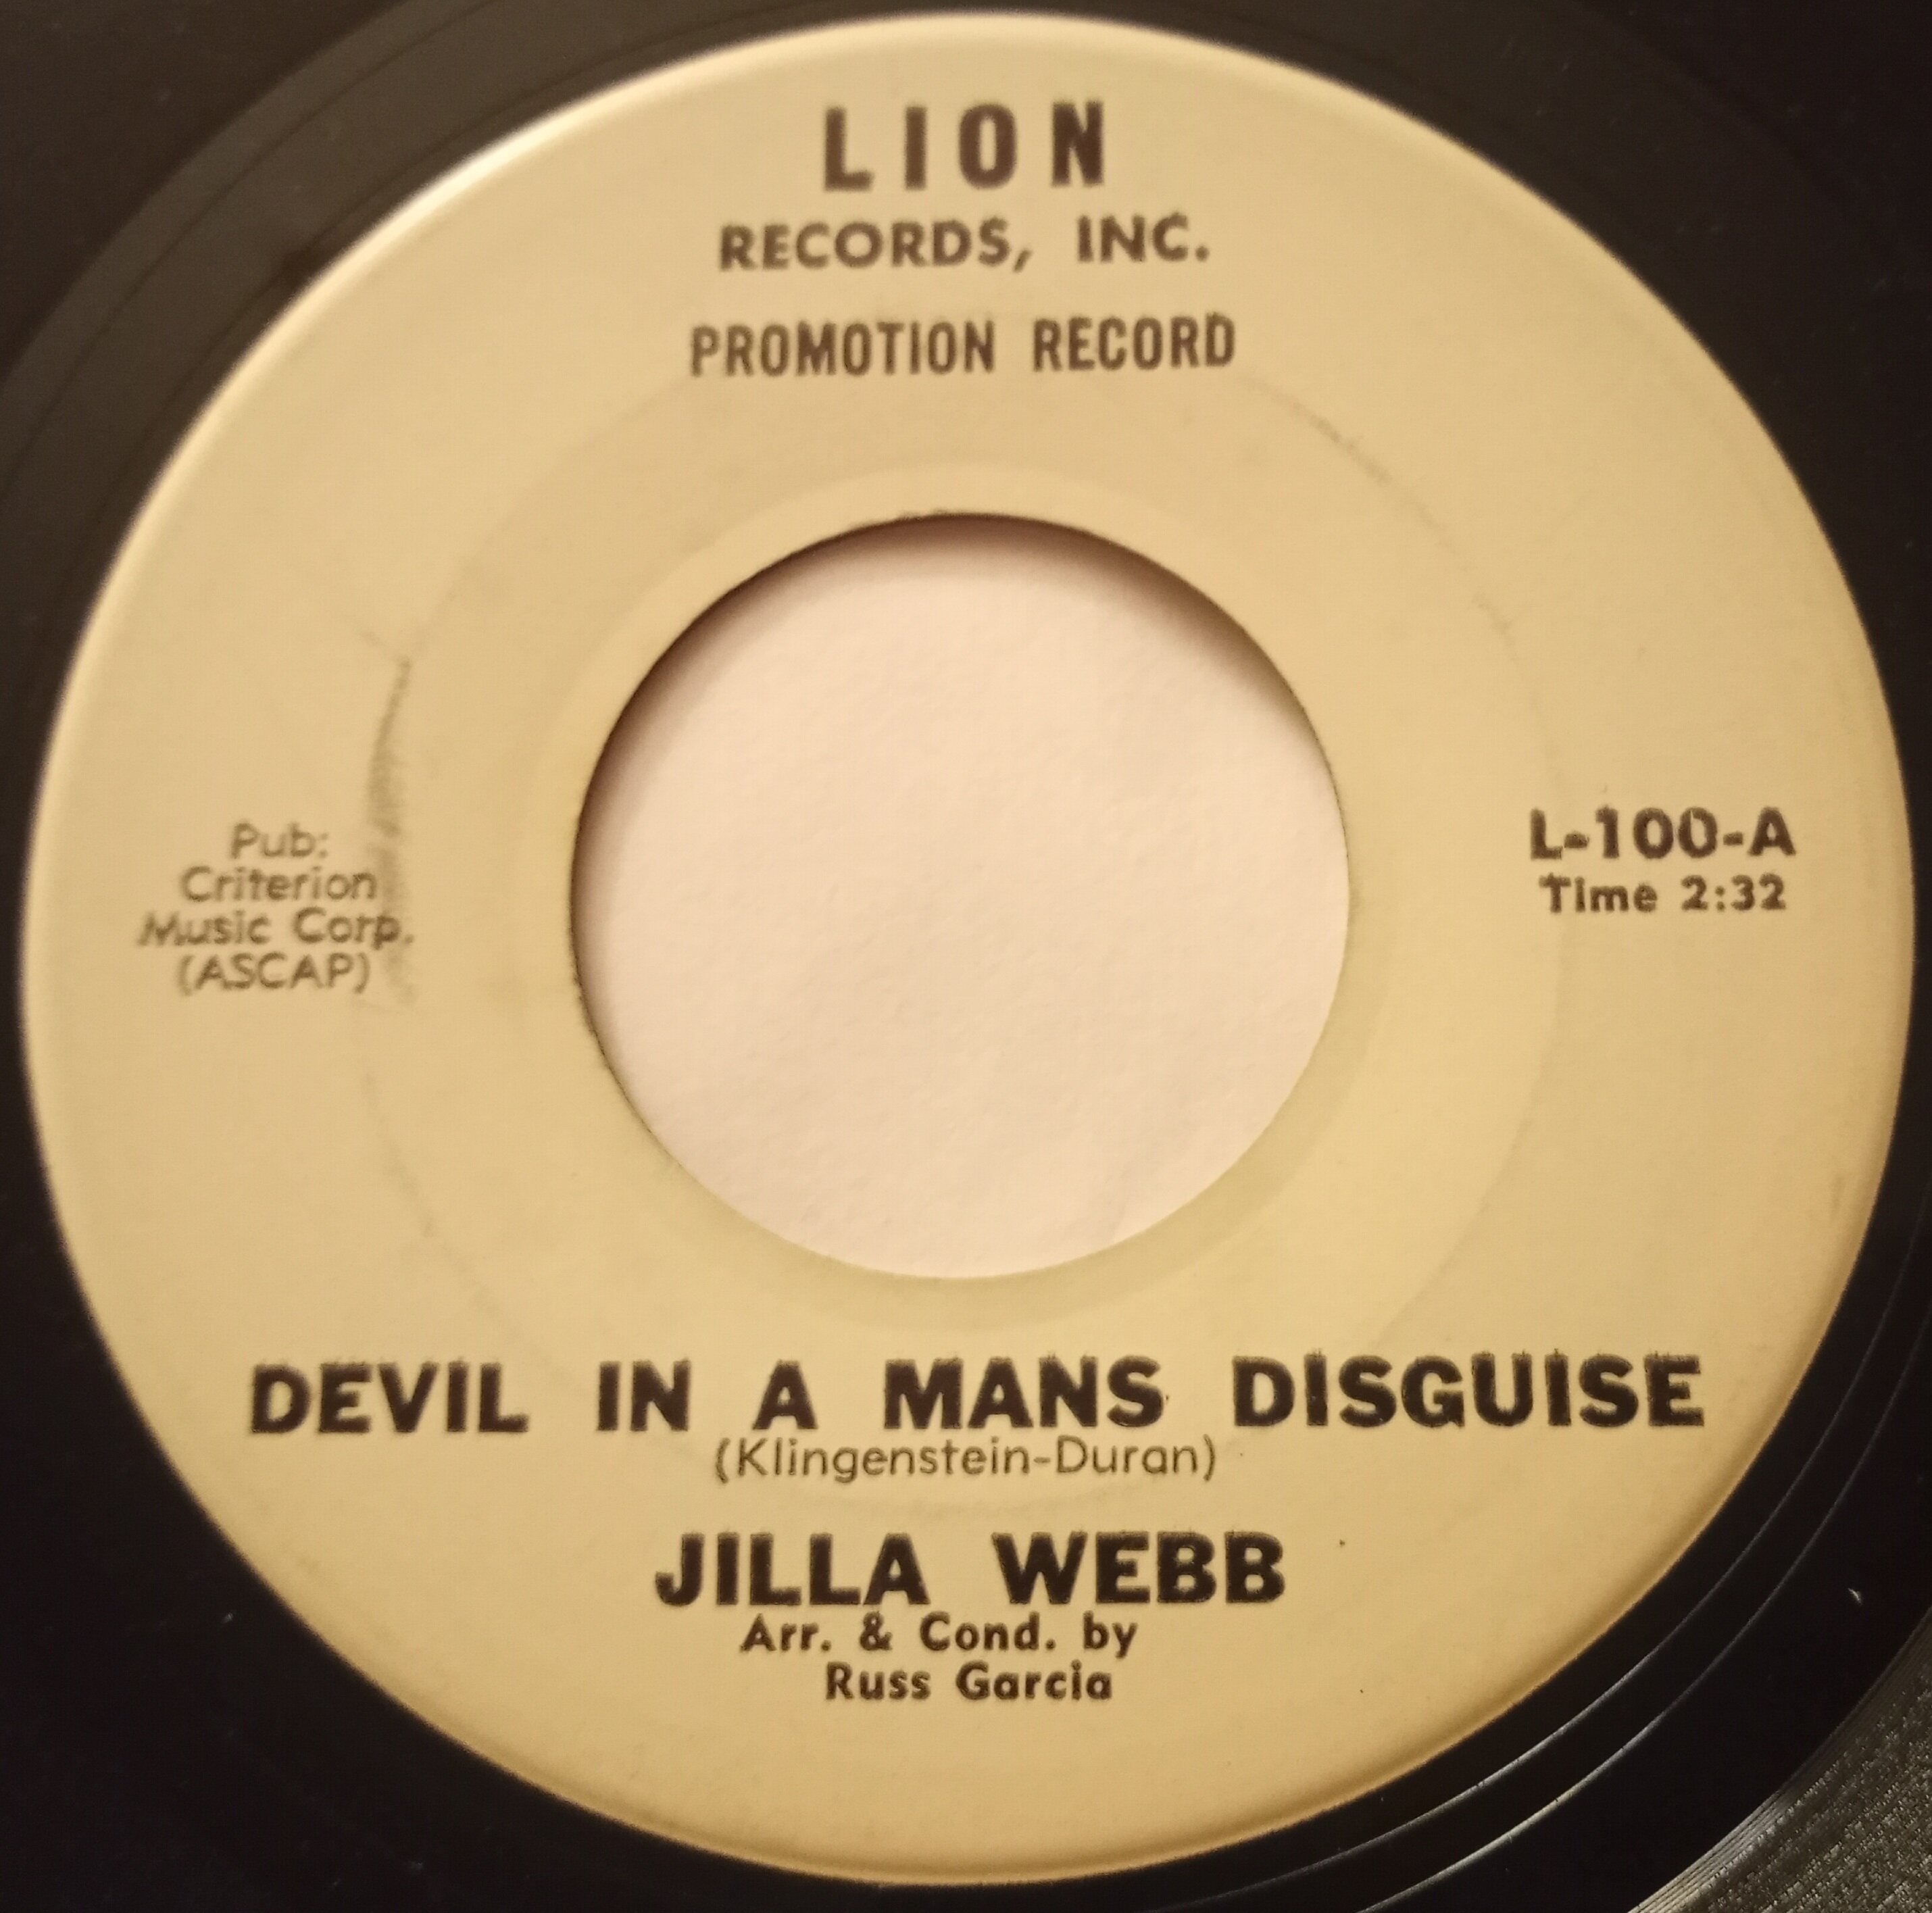 LION
RECORDS, INC.
PROMOTION RECORD
Pub:
Criterion
Music Corp.
(ASCAP)
L-100-A
Time 2:32
DEVIL IN A MANS DISGUISE
(Klingenstein-Duran)
JILLA WEBB
Arr. & Cond. by
Russ Garcia